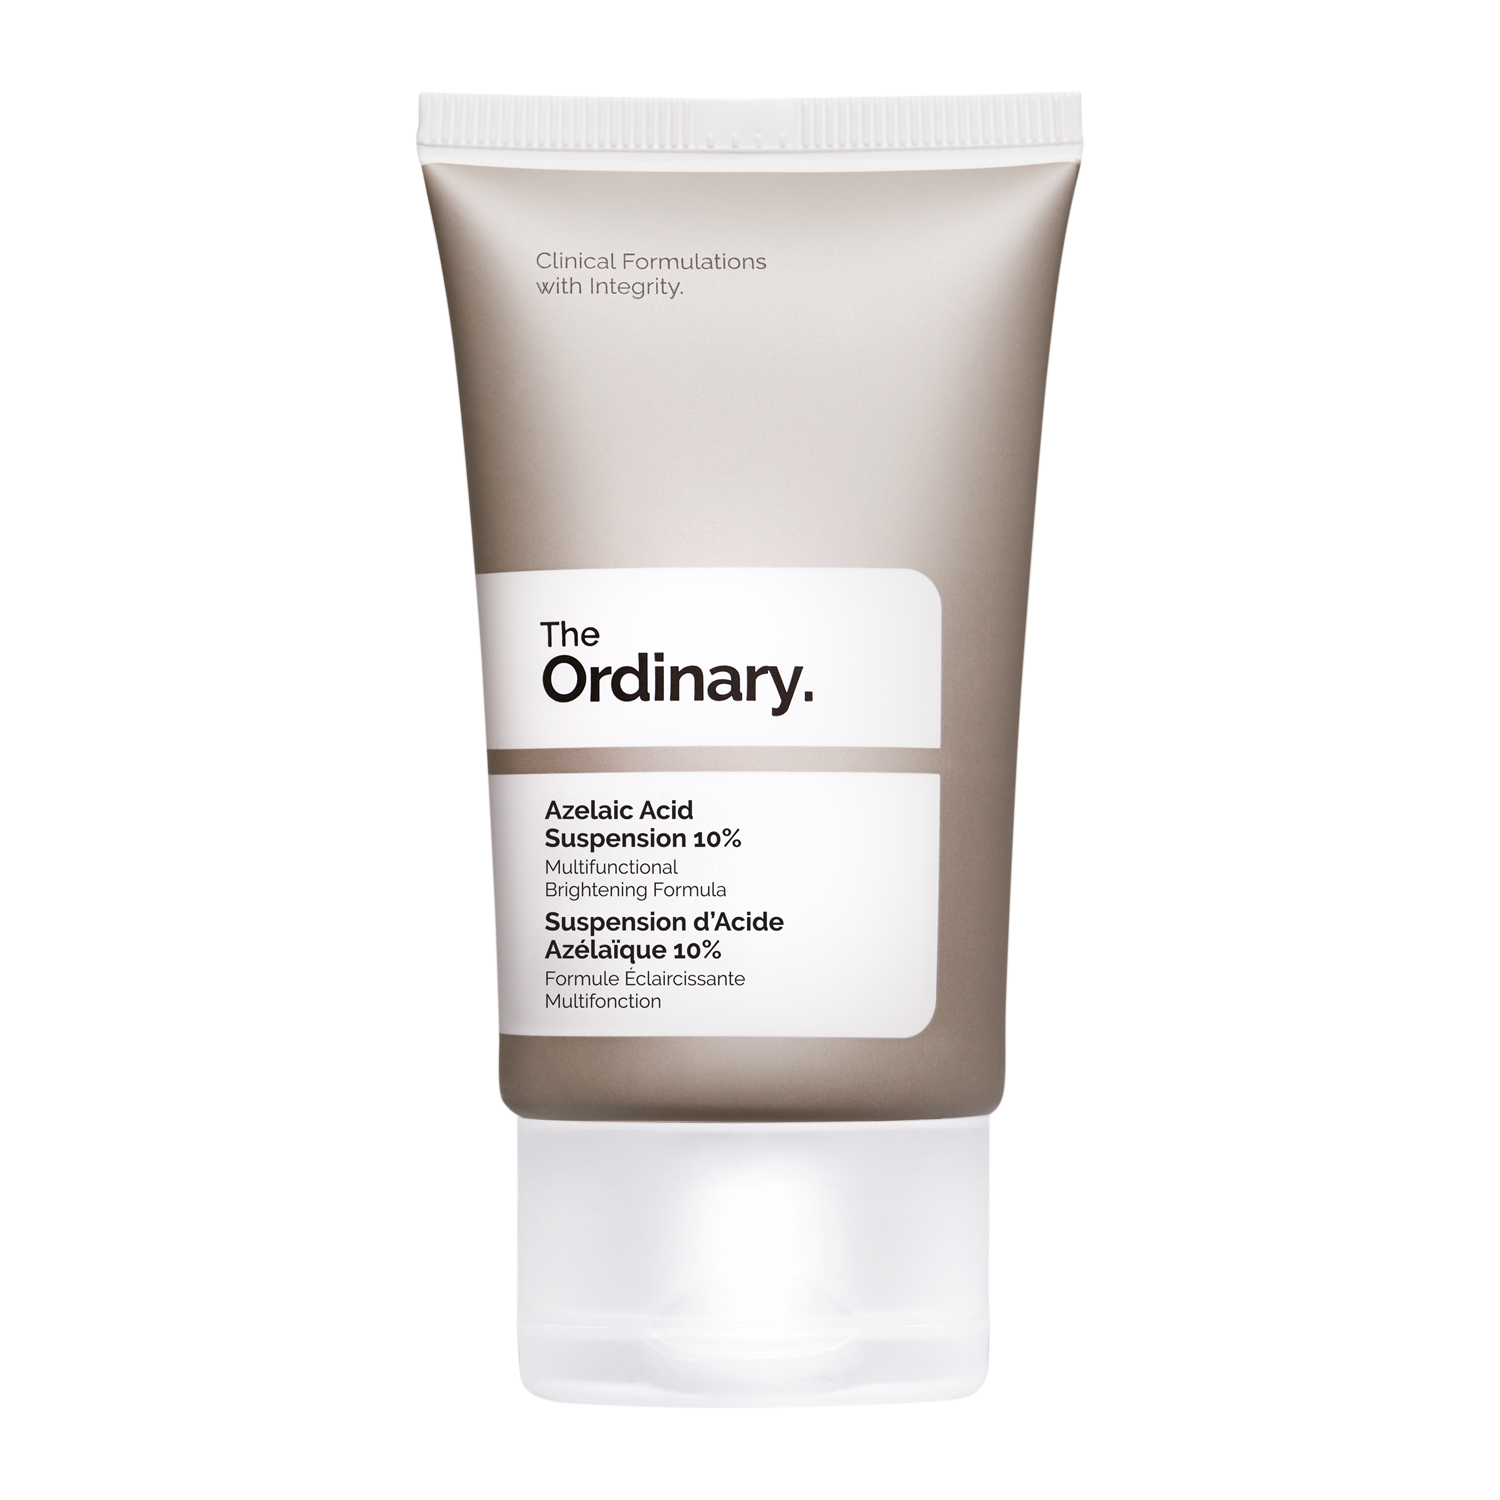 Clinical Formulations
with Integrity.
The
Ordinary.
Azelaic Acid
Suspension 10%
Multifunctional
Brightening Formula
Suspension d'Acide
Azélaïque 10%
Formule Éclaircissante
Multifonction